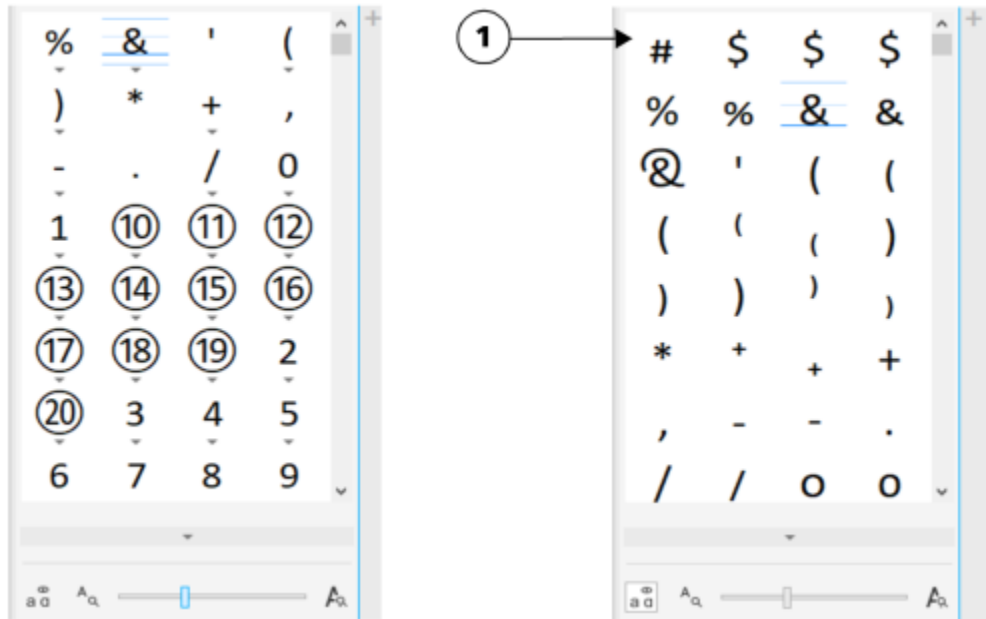 % & ' (
) * + ,
- . / 0
1 ⑩ ⑪ ⑫
⑬ ⑭ ⑮ ⑯
⑰ ⑱ ⑲ 2
⑳ 3 4 5
6 7 8 9
a a
A A
1
# $ $ $
% % & &
& ' ( (
( ( ( )
) ) ) )
* + + +
, - - .
/ / o o
a a
A A